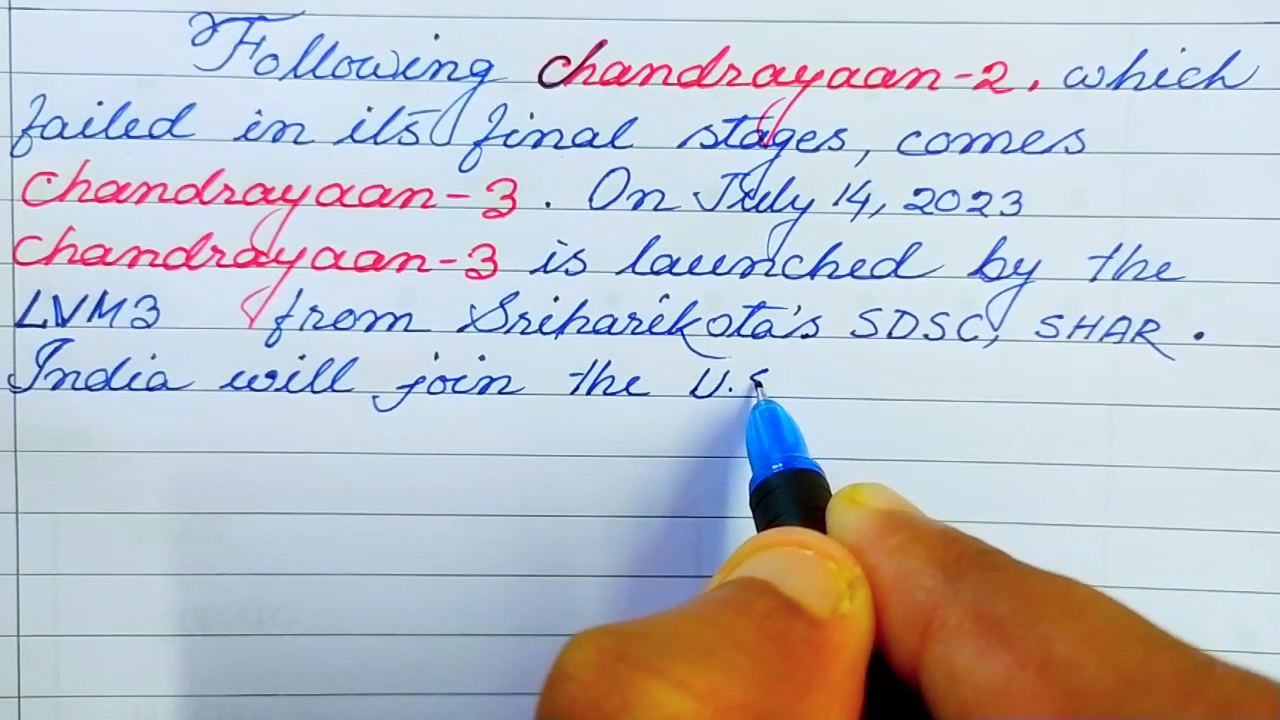 Following Chandrayaan-2, which
failed in its final stages, comes
Chandrayaan-3. On July 14, 2023
Chandrayaan-3 is launched by the
LVM3 from Sriharikota's SDSC, SHAR.
India will join the U.S